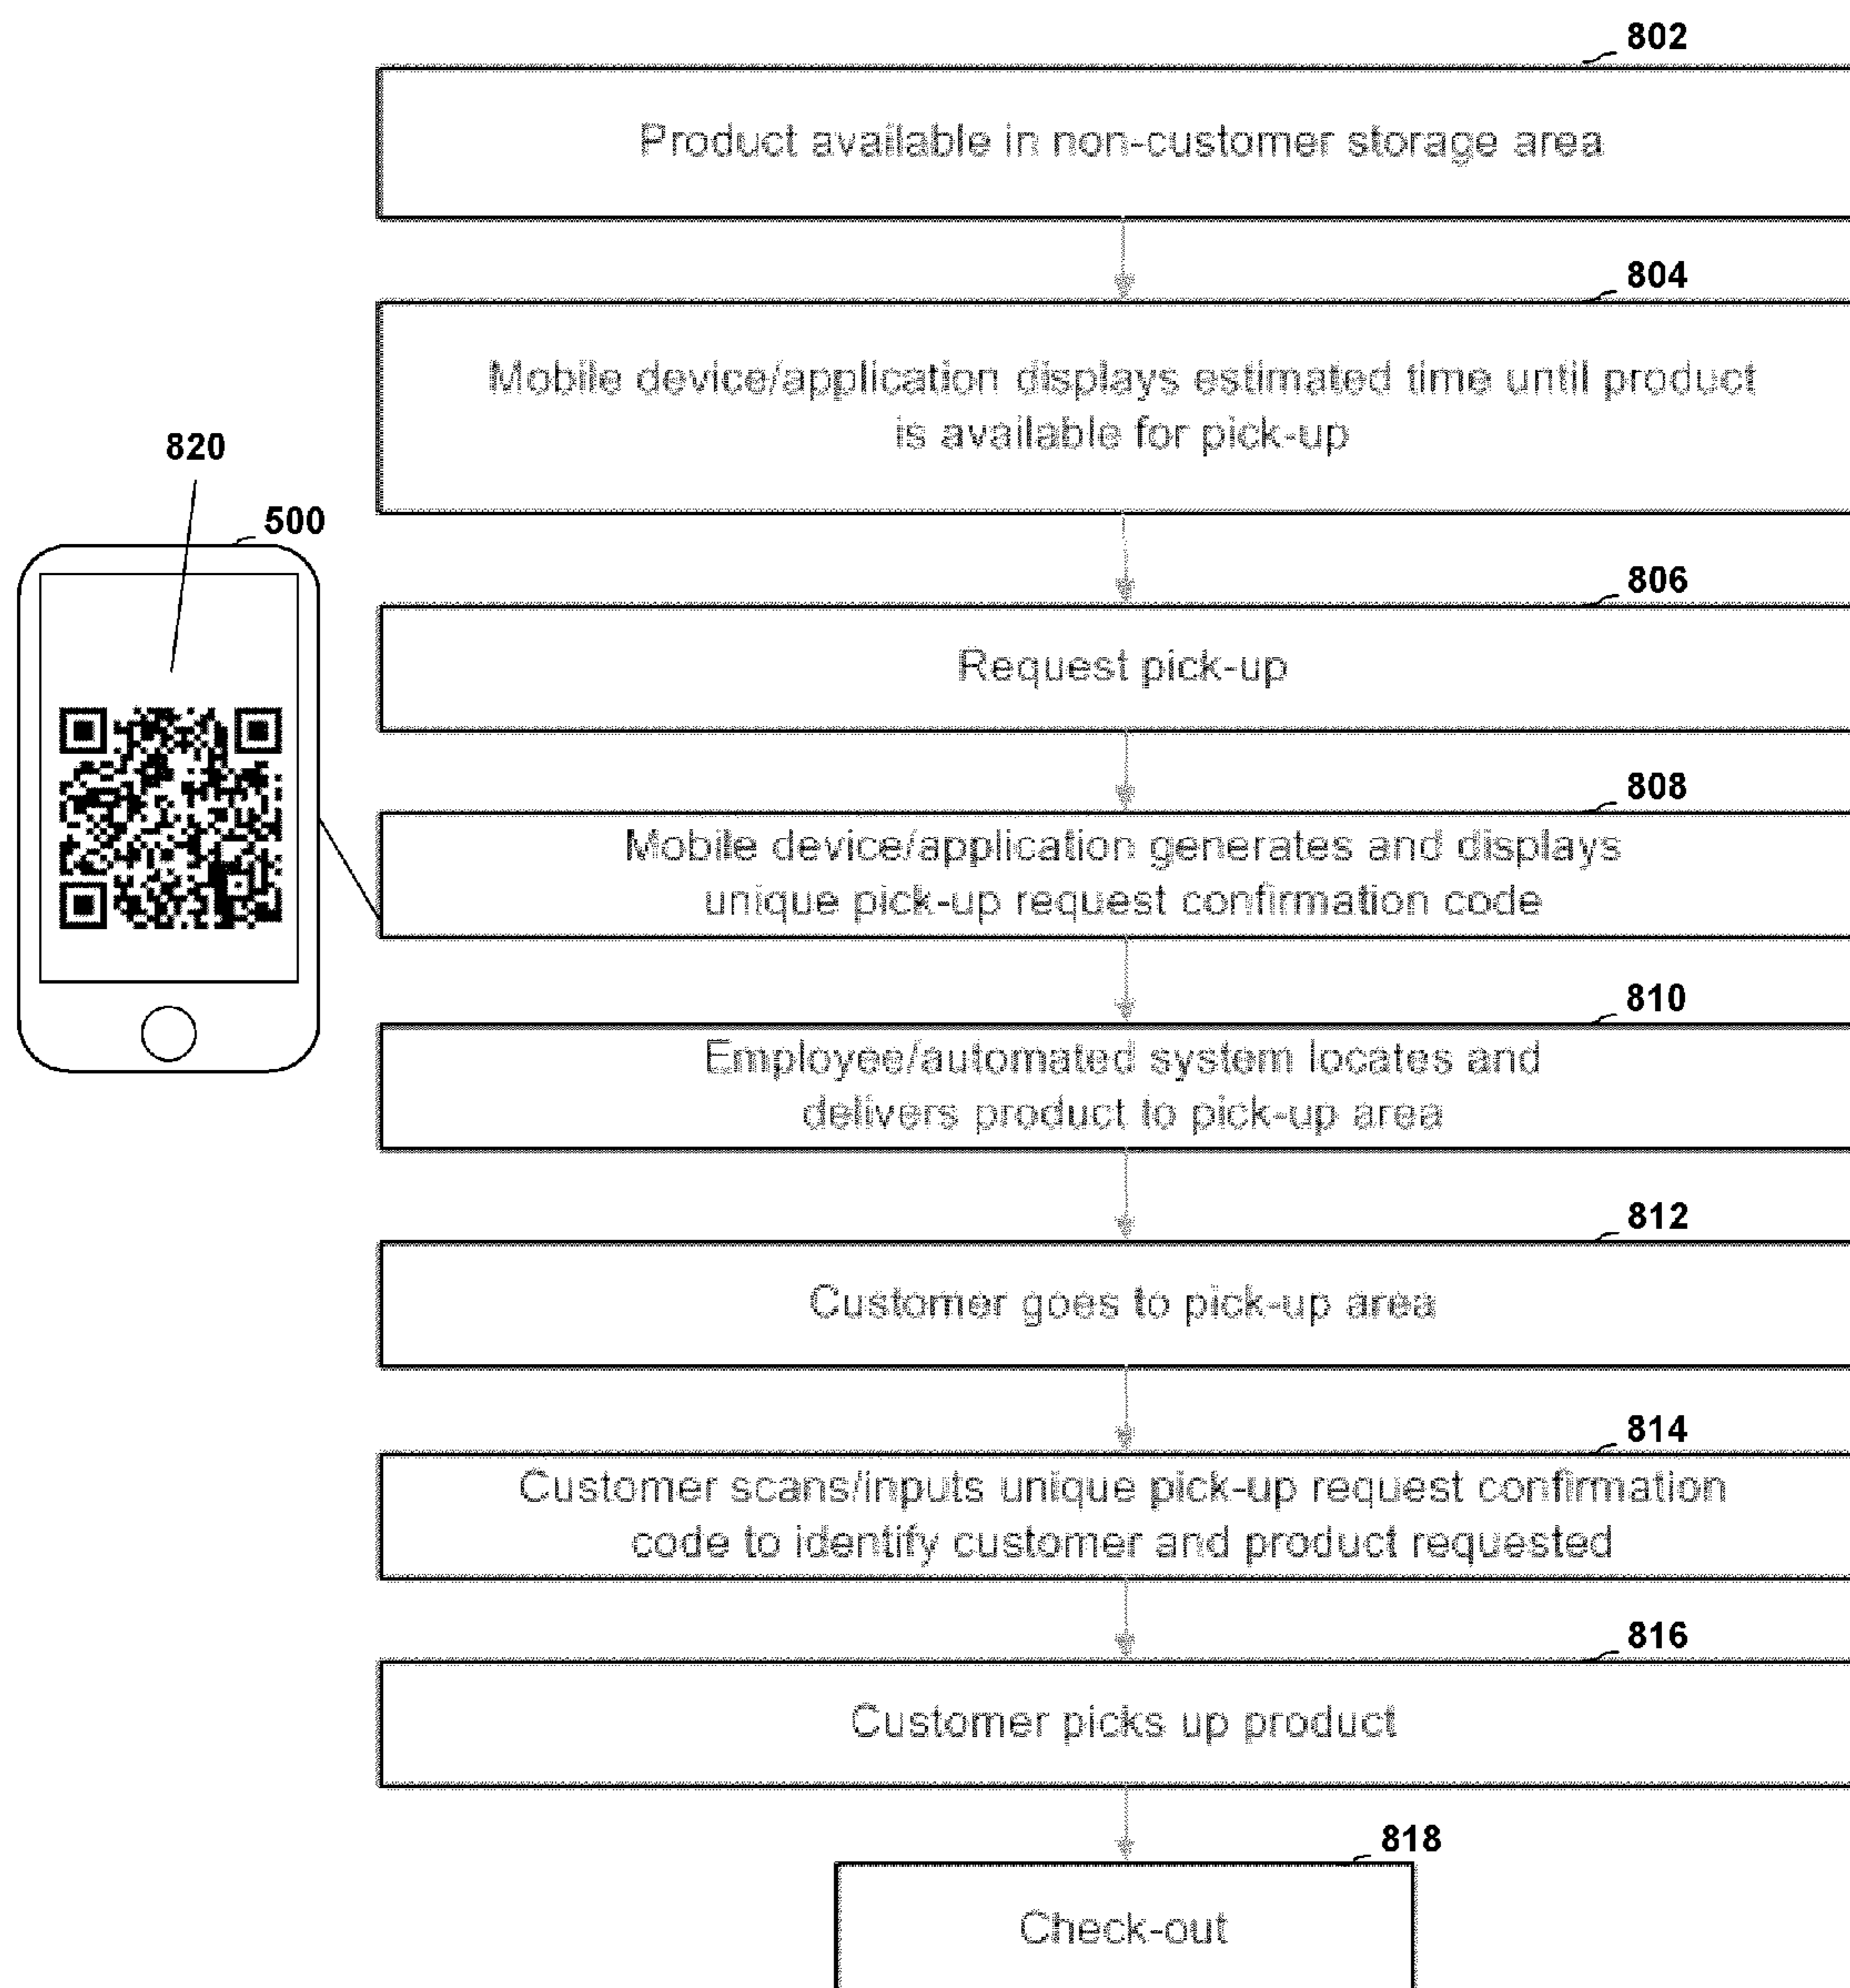 802
Product available in non-customer storage area
804
Mobile device/application displays estimated time until product
is available for pick-up
820
500
806
Request pick-up
808
Mobile device/application generates and displays
unique pick-up request confirmation code
810
Employee/automated system locates and
delivers product to pick-up area
812
Customer goes to pick-up area
814
Customer scans/inputs unique pick-up request confirmation
code to identify customer and product requested
816
Customer picks up product
818
Check-out